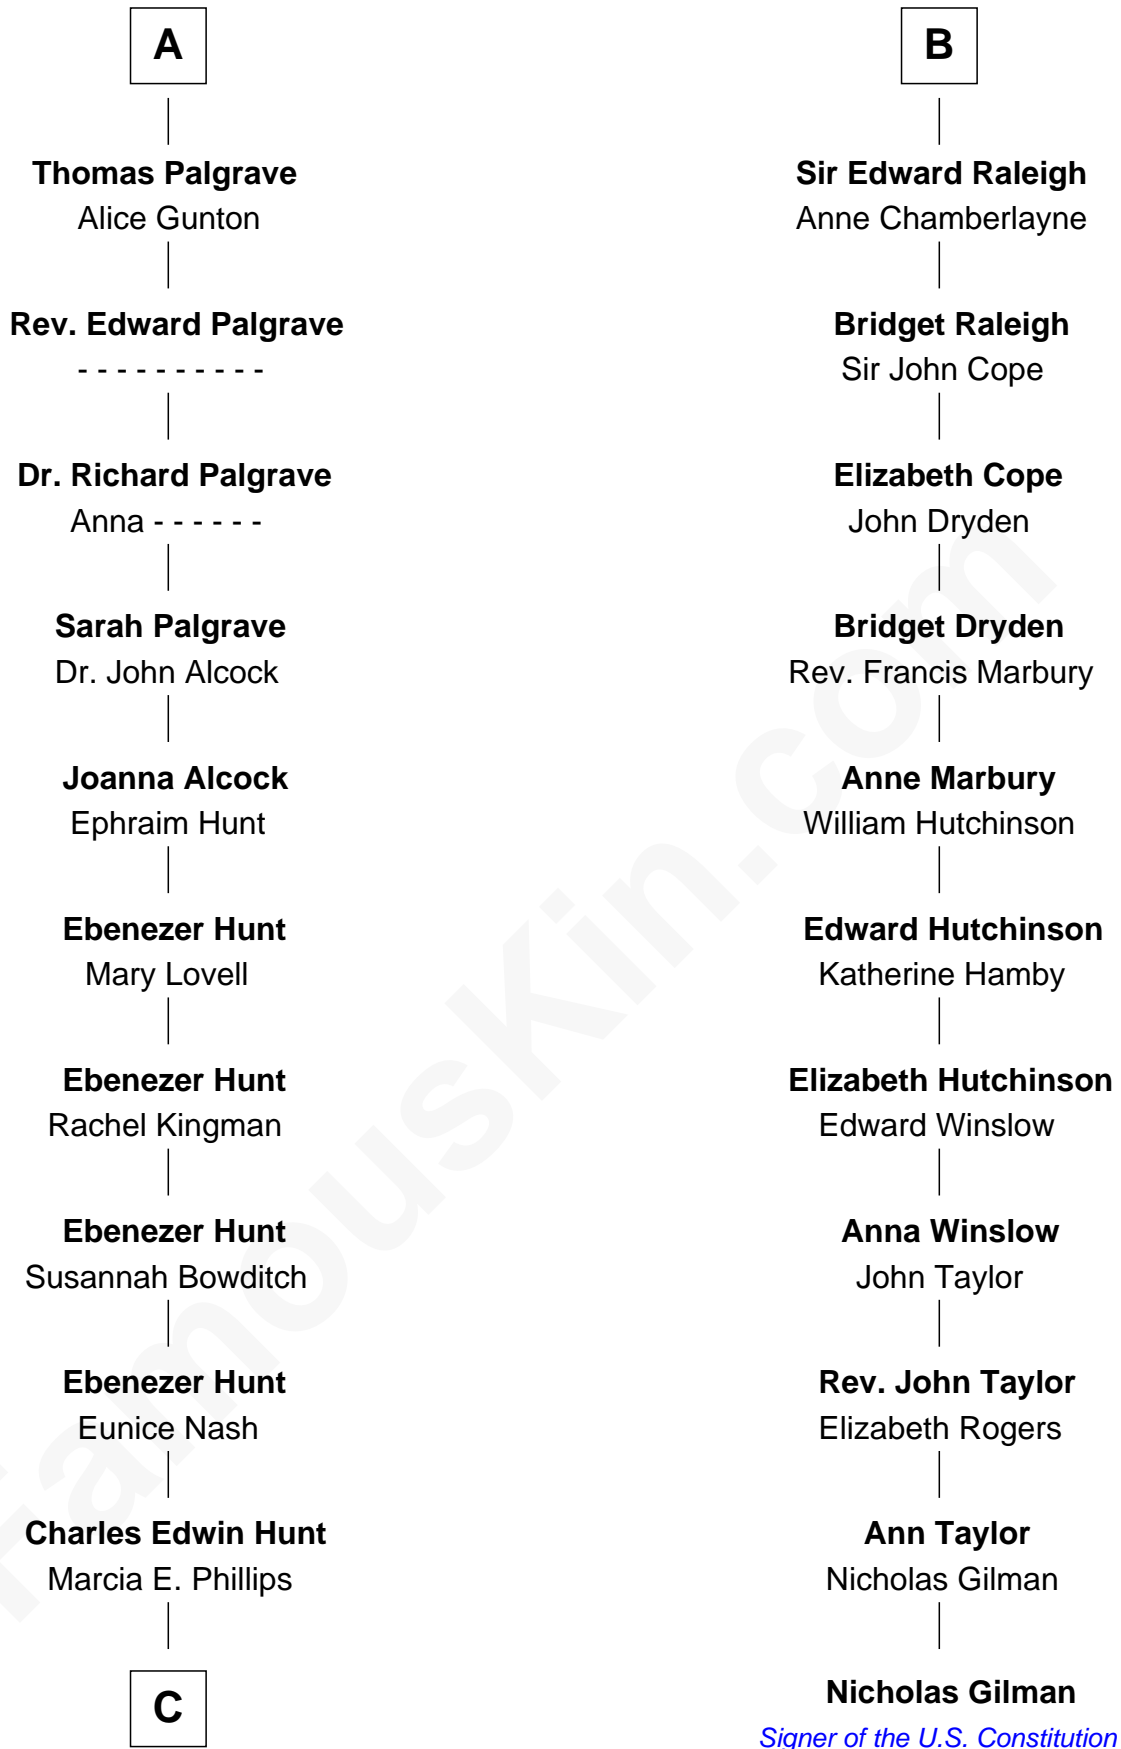 A
Thomas Palgrave
Alice Gunton
Rev. Edward Palgrave
- - - - - - - - - -
Dr. Richard Palgrave
Anna - - - - - -
Sarah Palgrave
Dr. John Alcock
Joanna Alcock
Ephraim Hunt
Ebenezer Hunt
Mary Lovell
Ebenezer Hunt
Rachel Kingman
Ebenezer Hunt
Susannah Bowditch
Ebenezer Hunt
Eunice Nash
Charles Edwin Hunt
Marcia E. Phillips
C
B
Sir Edward Raleigh
Anne Chamberlayne
Bridget Raleigh
Sir John Cope
Elizabeth Cope
John Dryden
Bridget Dryden
Rev. Francis Marbury
Anne Marbury
William Hutchinson
Edward Hutchinson
Katherine Hamby
Elizabeth Hutchinson
Edward Winslow
Anna Winslow
John Taylor
Rev. John Taylor
Elizabeth Rogers
Ann Taylor
Nicholas Gilman
Nicholas Gilman
Signer of the U.S. Constitution
FamousKin.com